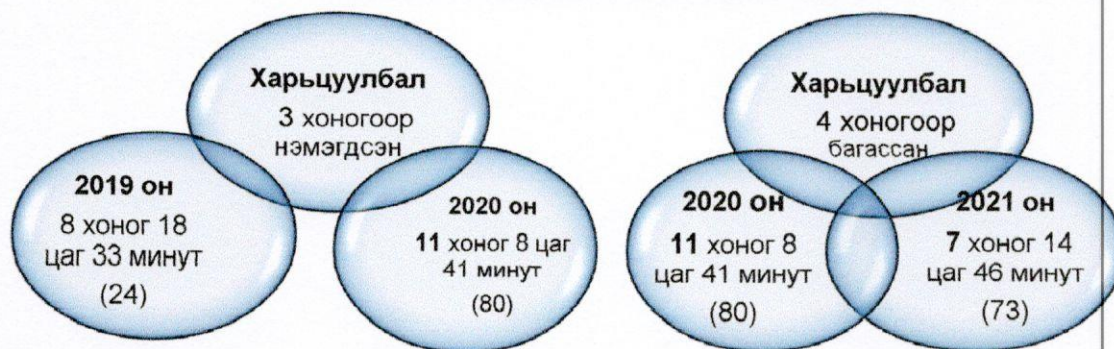 Харьцуулбал
3 хоногоор
нэмэгдсэн
2019 он
8 хоног 18
цаг 33 минут
(24)
2020 он
11 хоног 8 цаг
41 минут
(80)
Харьцуулбал
4 хоногоор
багассан
2020 он
11 хоног 8
цаг 41 минут
(80)
2021 он
7 хоног 14
цаг 46 минут
(73)